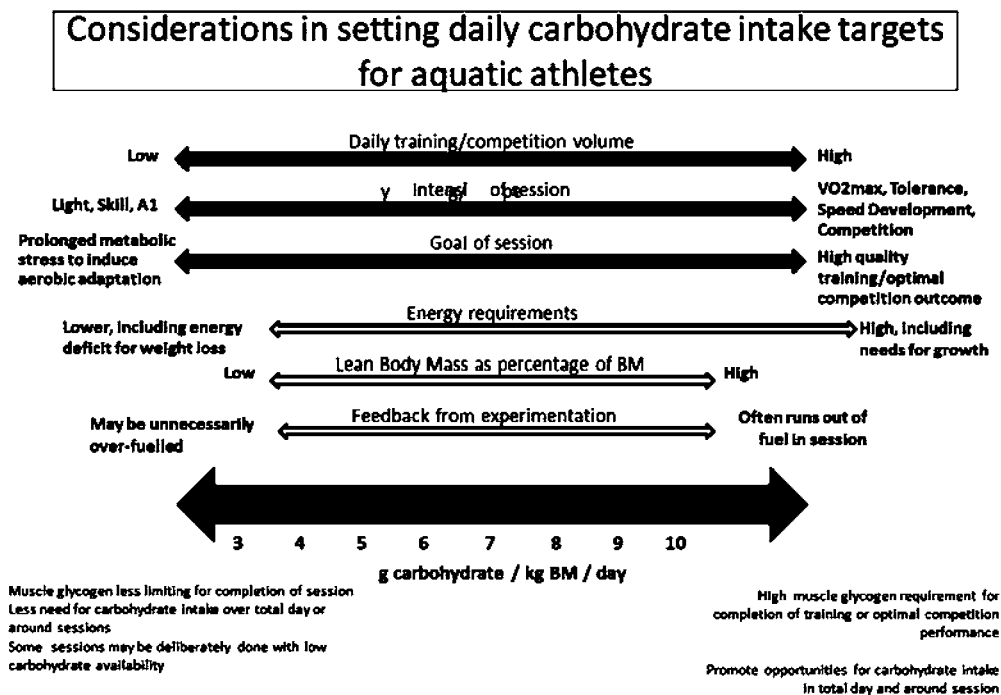 Considerations in setting daily carbohydrate intake targets
for aquatic athletes
Daily training/competition volume
Low
High
of session
Light, Skill, A1
VO2max, Tolerance,
Speed Development,
Competition
Goal of session
Prolonged metabolic
stress to induce
aerobic adaptation
High quality
training/optimal
competition outcome
Energy requirements
Lower, including energy
deficit for weight loss
High, including
needs for growth
Lean Body Mass as percentage of BM
Low
High
Feedback from experimentation
May be unnecessarily
over-fuelled
Often runs out of
fuel in session
3 4 5 6 7 8 9 10
g carbohydrate / kg BM / day
Muscle glycogen less limiting for completion of session
Less need for carbohydrate intake over total day or
around sessions
Some sessions may be deliberately done with low
carbohydrate availability
High muscle glycogen requirement for
completion of training or optimal competition
performance
Promote opportunities for carbohydrate intake
in total day and around session